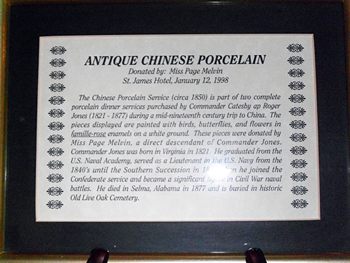 ANTIQUE CHINESE PORCELAIN
Donated by: Miss Page Melvin
St. James Hotel, January 12, 1998
The Chinese Porcelain Service (circa 1850) is part of two complete
porcelain dinner services purchased by Commander Catesby ap Roger
Jones (1821 - 1877) during a mid-nineteenth century trip to China. The
pieces displayed are painted with birds, butterflies, and flowers in
famille-rose enamels on a white ground. These pieces were donated by
Miss Page Melvin, a direct descendant of Commander Jones.
Commander Jones was born in Virginia in 1821. He graduated from the
U.S. Naval Academy, served as a Lieutenant in the U.S. Navy from the
1840's until the Southern Succession in he joined the
Confederate service and became a significant in Civil War naval
battles. He died in Selma, Alabama in 1877 and is buried in historic
Old Live Oak Cemetery.